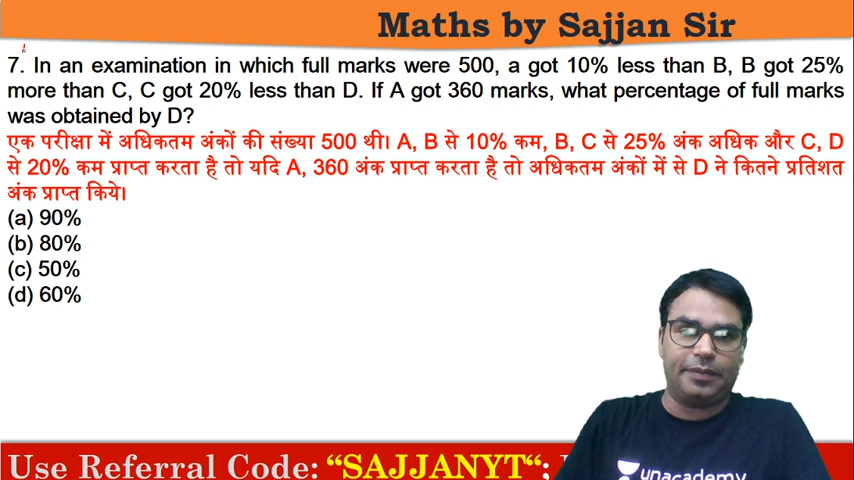 Maths by Sajjan Sir
7. In an examination in which full marks were 500, a got 10% less than B, B got 25%
more than C, C got 20% less than D. If A got 360 marks, what percentage of full marks
was obtained by D?
एक परीक्षा में अधिकतम अंकों की संख्या 500 थी। A, B से 10% कम, B, C से 25% अंक अधिक और C, D
से 20% कम प्राप्त करता है तो यदि A, 360 अंक प्राप्त करता है तो अधिकतम अंकों में से D ने कितने प्रतिशत
अंक प्राप्त किये।
(a) 90%
(b) 80%
(c) 50%
(d) 60%
unacademy
Use Referral Code: “SAJJANYT“;